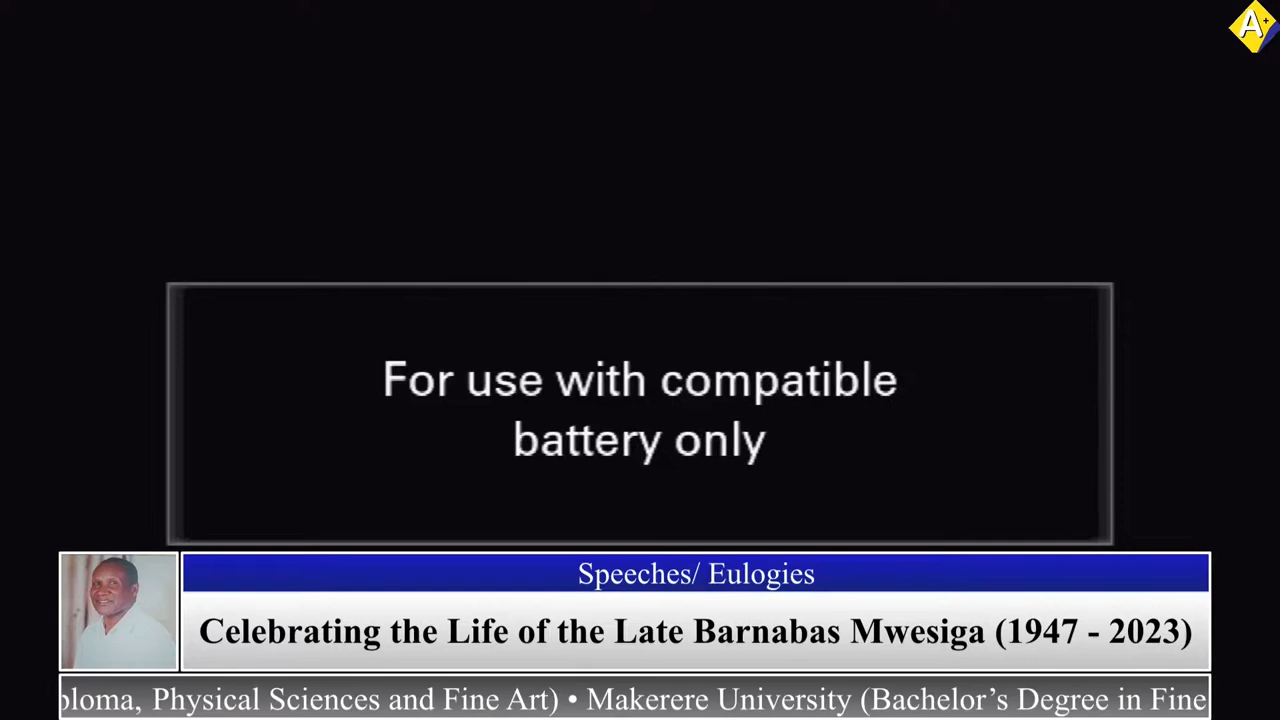 A+
For use with compatible
battery only
Speeches/ Eulogies
Celebrating the Life of the Late Barnabas Mwesiga (1947 - 2023)
ploma, Physical Sciences and Fine Art) • Makerere University (Bachelor’s Degree in Fine